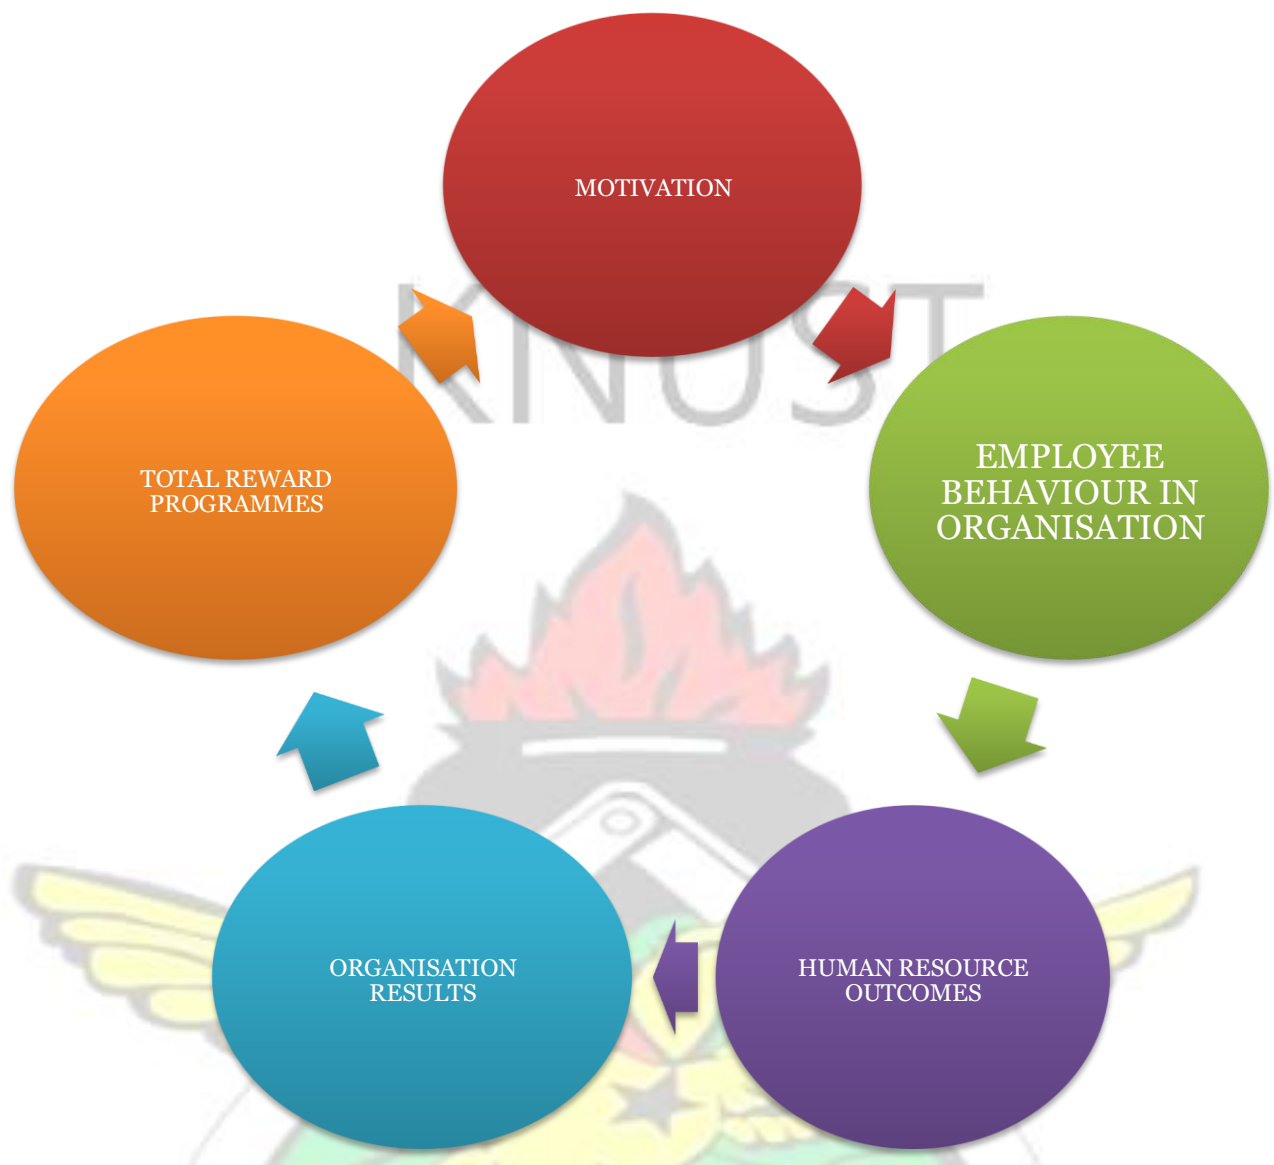 MOTIVATION
KNUST
EMPLOYEE
BEHAVIOUR IN
ORGANISATION
TOTAL REWARD
PROGRAMMES
HUMAN RESOURCE
OUTCOMES
ORGANISATION
RESULTS